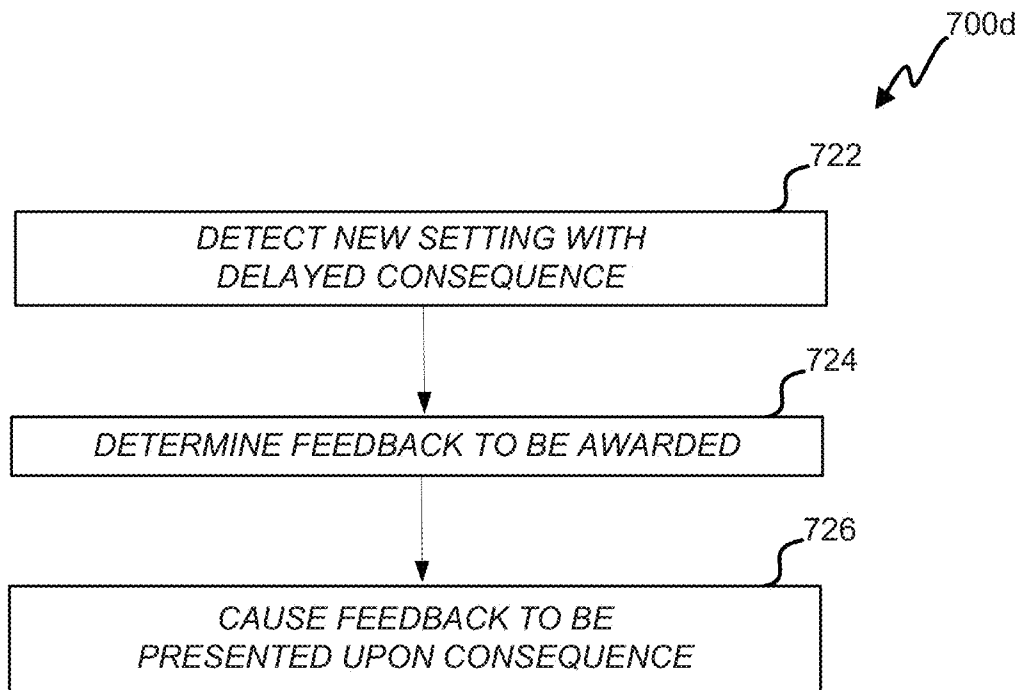 700d
722
DETECT NEW SETTING WITH
DELAYED CONSEQUENCE
724
DETERMINE FEEDBACK TO BE AWARDED
726
CAUSE FEEDBACK TO BE
PRESENTED UPON CONSEQUENCE